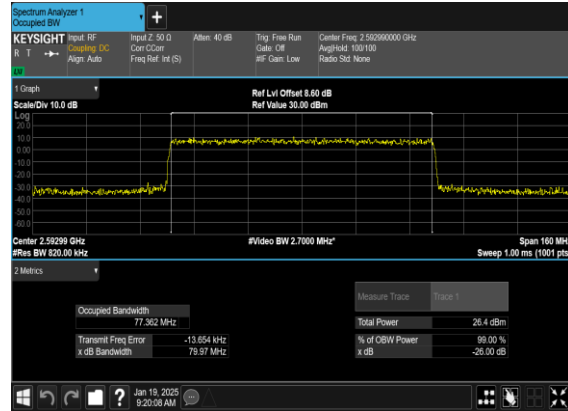 Spectrum Analyzer 1
Occupied BW
KEYSIGHT
R T
LM
Input: RF
Coupling: DC
Align: Auto
Input Z: 50 Ω
Corr CCorr
Freq Ref: Int (S)
Atten: 40 dB
Trig: Free Run
Gate: Off
#IF Gain: Low
Center Freq: 2.592990000 GHz
Avg|Hold: 100/100
Radio Std: None
1 Graph
Scale/Div 10.0 dB
Ref Lvl Offset 8.60 dB
Ref Value 30.00 dBm
Log
20.0
10.0
0.00
-10.0
-20.0
-30.0
-40.0
-50.0
-60.0
Center 2.59299 GHz
#Res BW 820.00 kHz
#Video BW 2.7000 MHz*
Span 160 MH
Sweep 1.00 ms (1001 pts
2 Metrics
Measure Trace
Trace 1
Occupied Bandwidth
77.362 MHz
Total Power
26.4 dBm
Transmit Freq Error
-13.654 kHz
% of OBW Power
99.00 %
x dB Bandwidth
79.97 MHz
x dB
-26.00 dB
?
Jan 19, 2025
9:20:08 AM